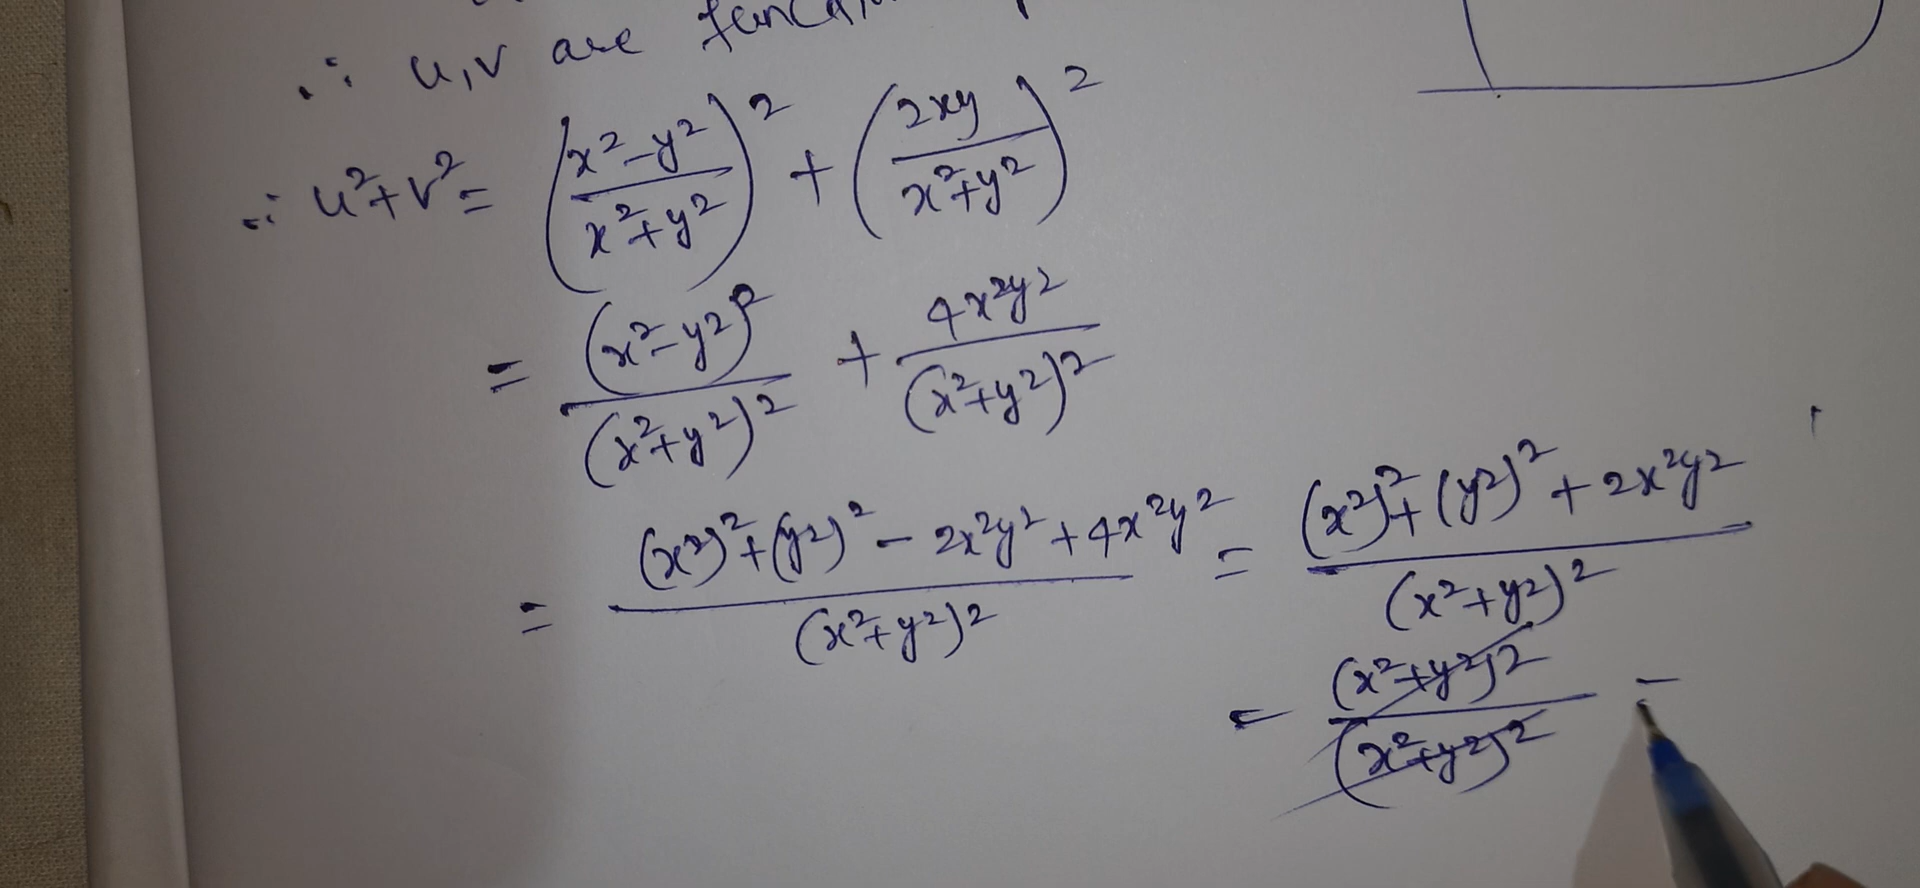 ∴ u,v are
∴ u²+v² = ((x²-y²)/(x²+y²))² + (2xy/(x²+y²))²
= (x²-y²)²/(x²+y²)² + 4x²y²/(x²+y²)²
= ((x²)²+(y²)²-2x²y²+4x²y²)/(x²+y²)² = ((x²)²+(y²)²+2x²y²)/(x²+y²)²
= (x²+y²)²/(x²+y²)² =